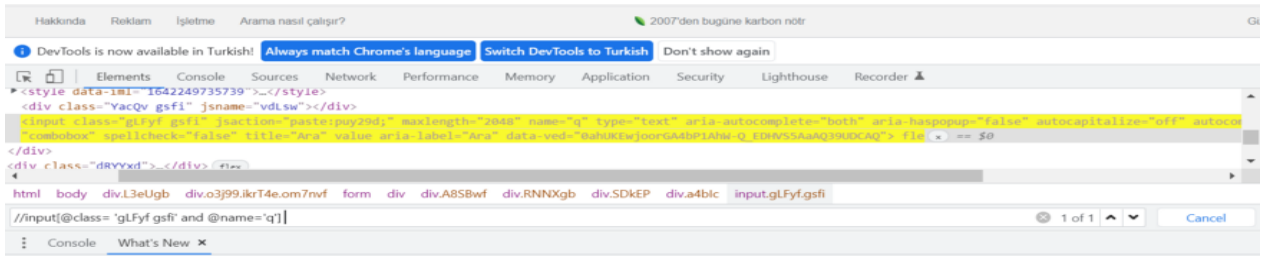 Hakkında Reklam İşletme Arama nasıl çalışır? 2007'den bugüne karbon nötr
DevTools is now available in Turkish! Always match Chrome's language Switch DevTools to Turkish Don't show again
Elements Console Sources Network Performance Memory Application Security Lighthouse Recorder
<style data-iml="1642249735739">…</style>
<div class="YacQv gsfi" jsname="vdLsw"></div>
<input class="gLFyf gsfi" jsaction="paste:puy29d;" maxlength="2048" name="q" type="text" aria-autocomplete="both" aria-haspopup="false" autocapitalize="off" autocor
"combobox" spellcheck="false" title="Ara" value aria-label="Ara" data-ved="0ahUKEwjoorGA4bP1AhW-Q_EDHVS5AaAQ39UDCAQ"> fle == $0
</div>
<div class="dRYYxd">…</div> flex
html body div.L3eUgb div.o3j99.ikrT4e.om7nvf form div div.A8SBwf div.RNNXgb div.SDkEP div.a4bIc input.gLFyf.gsfi
//input[@class= 'gLFyf gsfi' and @name='q'] 1 of 1 Cancel
Console What's New ×